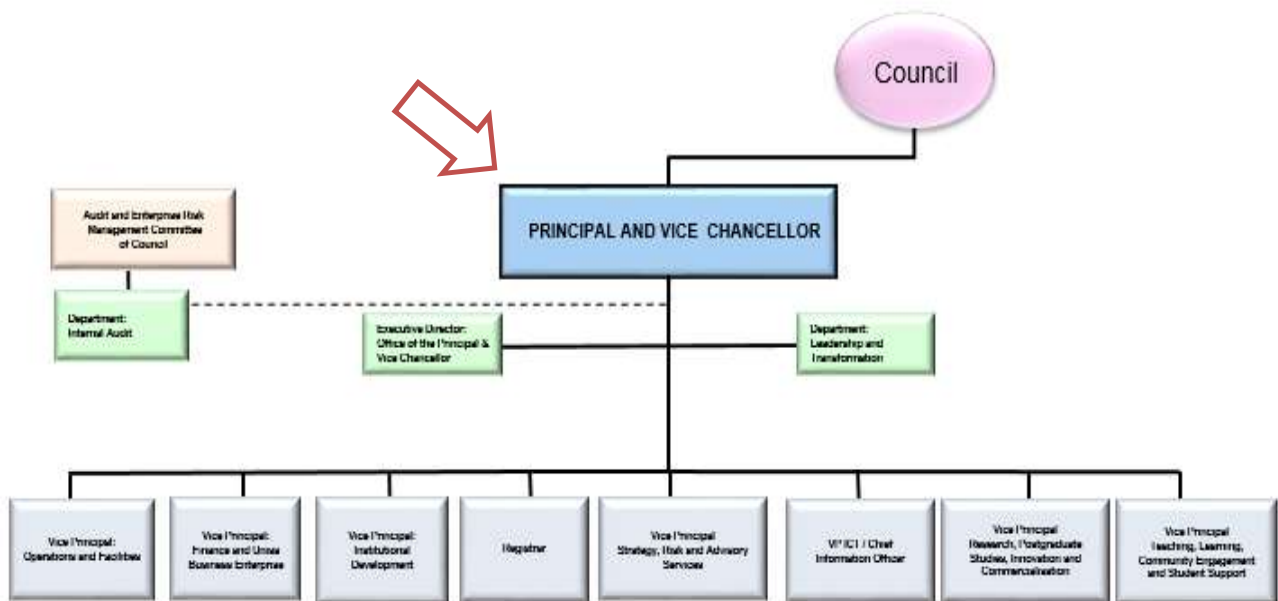 Council
PRINCIPAL AND VICE CHANCELLOR
Audit and Enterprise Risk
Management Committee
of Council
Department:
Internal Audit
Executive Director:
Office of the Principal &
Vice Chancellor
Department:
Leadership and
Transformation
Vice Principal:
Operations and Facilities
Vice Principal:
Finance and Unisa
Business Enterprise
Vice Principal:
Institutional
Development
Registrar
Vice Principal
Strategy, Risk and Advisory
Services
VP ICT / Chief
Information Officer
Vice Principal
Research, Postgraduate
Studies, Innovation and
Commercialisation
Vice Principal
Teaching, Learning,
Community Engagement
and Student Support